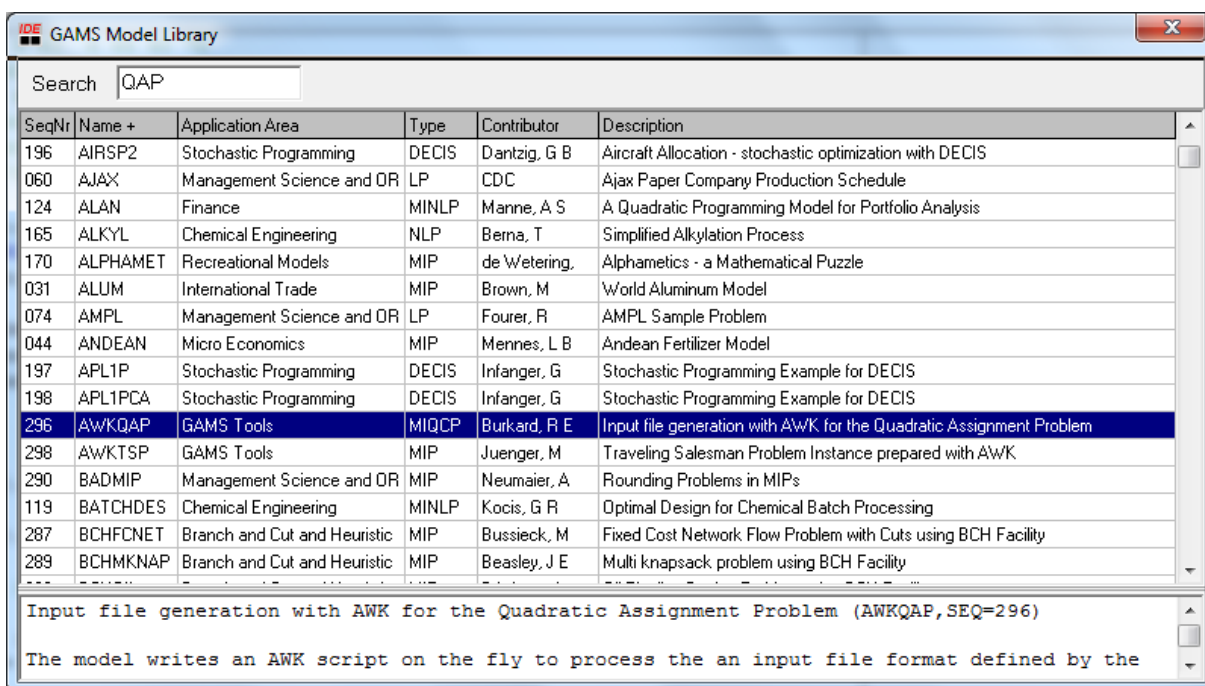 IDE GAMS Model Library X
Search QAP
SeqNr Name + Application Area Type Contributor Description
196 AIRSP2 Stochastic Programming DECIS Dantzig, G B Aircraft Allocation - stochastic optimization with DECIS
060 AJAX Management Science and OR LP CDC Ajax Paper Company Production Schedule
124 ALAN Finance MINLP Manne, A S A Quadratic Programming Model for Portfolio Analysis
165 ALKYL Chemical Engineering NLP Berna, T Simplified Alkylation Process
170 ALPHAMET Recreational Models MIP de Wetering, Alphametics - a Mathematical Puzzle
031 ALUM International Trade MIP Brown, M World Aluminum Model
074 AMPL Management Science and OR LP Fourer, R AMPL Sample Problem
044 ANDEAN Micro Economics MIP Mennes, L B Andean Fertilizer Model
197 APL1P Stochastic Programming DECIS Infanger, G Stochastic Programming Example for DECIS
198 APL1PCA Stochastic Programming DECIS Infanger, G Stochastic Programming Example for DECIS
296 AWKQAP GAMS Tools MIQCP Burkard, R E Input file generation with AWK for the Quadratic Assignment Problem
298 AWKTSP GAMS Tools MIP Juenger, M Traveling Salesman Problem Instance prepared with AWK
290 BADMIP Management Science and OR MIP Neumaier, A Rounding Problems in MIPs
119 BATCHDES Chemical Engineering MINLP Kocis, G R Optimal Design for Chemical Batch Processing
287 BCHFCNET Branch and Cut and Heuristic MIP Bussieck, M Fixed Cost Network Flow Problem with Cuts using BCH Facility
289 BCHMKNAP Branch and Cut and Heuristic MIP Beasley, J E Multi knapsack problem using BCH Facility
Input file generation with AWK for the Quadratic Assignment Problem (AWKQAP,SEQ=296)
The model writes an AWK script on the fly to process the an input file format defined by the